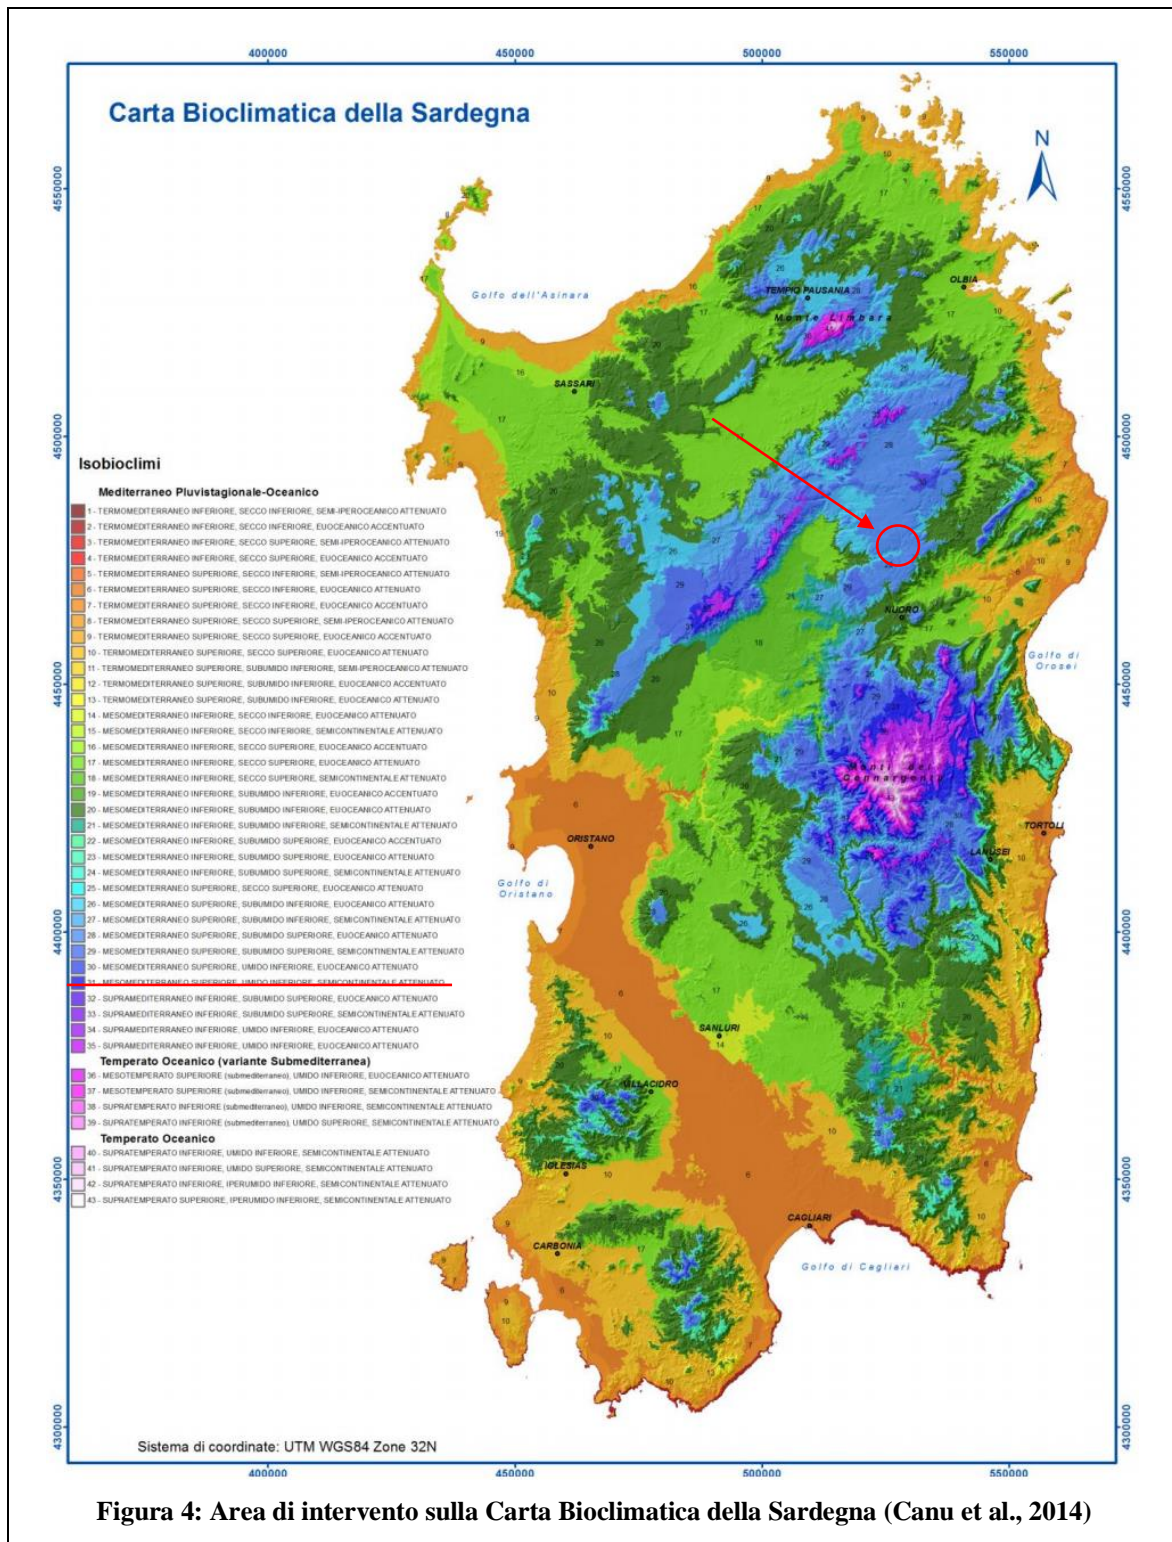 400000 450000 500000 550000
Carta Bioclimatica della Sardegna
N
4550000 4550000
Golfo dell'Asinara
OLBIA
TEMPIO PAUSANIA
Monte Limbara
SASSARI
4500000 4500000
Isobioclimi
Mediterraneo Pluvistagionale-Oceanico
1 - TERMOMEDITERRANEO INFERIORE, SECCO INFERIORE, SEMI-IPEROCEANICO ATTENUATO
2 - TERMOMEDITERRANEO INFERIORE, SECCO INFERIORE, EUOCEANICO ACCENTUATO
3 - TERMOMEDITERRANEO INFERIORE, SECCO SUPERIORE, SEMI-IPEROCEANICO ATTENUATO
4 - TERMOMEDITERRANEO INFERIORE, SECCO SUPERIORE, EUOCEANICO ACCENTUATO
5 - TERMOMEDITERRANEO SUPERIORE, SECCO INFERIORE, SEMI-IPEROCEANICO ATTENUATO
6 - TERMOMEDITERRANEO SUPERIORE, SECCO INFERIORE, EUOCEANICO ATTENUATO
7 - TERMOMEDITERRANEO SUPERIORE, SECCO INFERIORE, EUOCEANICO ACCENTUATO
8 - TERMOMEDITERRANEO SUPERIORE, SECCO SUPERIORE, SEMI-IPEROCEANICO ATTENUATO
9 - TERMOMEDITERRANEO SUPERIORE, SECCO SUPERIORE, EUOCEANICO ACCENTUATO
10 - TERMOMEDITERRANEO SUPERIORE, SECCO SUPERIORE, EUOCEANICO ATTENUATO
11 - TERMOMEDITERRANEO SUPERIORE, SUBUMIDO INFERIORE, SEMI-IPEROCEANICO ATTENUATO
12 - TERMOMEDITERRANEO SUPERIORE, SUBUMIDO INFERIORE, EUOCEANICO ACCENTUATO
13 - TERMOMEDITERRANEO SUPERIORE, SUBUMIDO INFERIORE, EUOCEANICO ATTENUATO
14 - MESOMEDITERRANEO INFERIORE, SECCO INFERIORE, EUOCEANICO ATTENUATO
15 - MESOMEDITERRANEO INFERIORE, SECCO INFERIORE, SEMICONTINENTALE ATTENUATO
16 - MESOMEDITERRANEO INFERIORE, SECCO SUPERIORE, EUOCEANICO ACCENTUATO
17 - MESOMEDITERRANEO INFERIORE, SECCO SUPERIORE, EUOCEANICO ATTENUATO
18 - MESOMEDITERRANEO INFERIORE, SECCO SUPERIORE, SEMICONTINENTALE ATTENUATO
19 - MESOMEDITERRANEO INFERIORE, SUBUMIDO INFERIORE, EUOCEANICO ACCENTUATO
20 - MESOMEDITERRANEO INFERIORE, SUBUMIDO INFERIORE, EUOCEANICO ATTENUATO
21 - MESOMEDITERRANEO INFERIORE, SUBUMIDO INFERIORE, SEMICONTINENTALE ATTENUATO
22 - MESOMEDITERRANEO INFERIORE, SUBUMIDO SUPERIORE, EUOCEANICO ACCENTUATO
23 - MESOMEDITERRANEO INFERIORE, SUBUMIDO SUPERIORE, EUOCEANICO ATTENUATO
24 - MESOMEDITERRANEO INFERIORE, SUBUMIDO SUPERIORE, SEMICONTINENTALE ATTENUATO
25 - MESOMEDITERRANEO SUPERIORE, SECCO SUPERIORE, EUOCEANICO ATTENUATO
26 - MESOMEDITERRANEO SUPERIORE, SUBUMIDO INFERIORE, EUOCEANICO ATTENUATO
27 - MESOMEDITERRANEO SUPERIORE, SUBUMIDO INFERIORE, SEMICONTINENTALE ATTENUATO
28 - MESOMEDITERRANEO SUPERIORE, SUBUMIDO SUPERIORE, EUOCEANICO ATTENUATO
29 - MESOMEDITERRANEO SUPERIORE, SUBUMIDO SUPERIORE, SEMICONTINENTALE ATTENUATO
30 - MESOMEDITERRANEO SUPERIORE, UMIDO INFERIORE, EUOCEANICO ATTENUATO
31 - MESOMEDITERRANEO SUPERIORE, UMIDO INFERIORE, SEMICONTINENTALE ATTENUATO
32 - SUPRAMEDITERRANEO INFERIORE, SUBUMIDO SUPERIORE, EUOCEANICO ATTENUATO
33 - SUPRAMEDITERRANEO INFERIORE, SUBUMIDO SUPERIORE, SEMICONTINENTALE ATTENUATO
34 - SUPRAMEDITERRANEO INFERIORE, UMIDO INFERIORE, EUOCEANICO ATTENUATO
35 - SUPRAMEDITERRANEO INFERIORE, UMIDO INFERIORE, EUOCEANICO ATTENUATO
Temperato Oceanico (variante Submediterranea)
36 - MESOTEMPERATO SUPERIORE (submediterraneo), UMIDO INFERIORE, EUOCEANICO ATTENUATO
37 - MESOTEMPERATO SUPERIORE (submediterraneo), UMIDO INFERIORE, SEMICONTINENTALE ATTENUATO
38 - SUPRATEMPERATO INFERIORE (submediterraneo), UMIDO INFERIORE, SEMICONTINENTALE ATTENUATO
39 - SUPRATEMPERATO INFERIORE (submediterraneo), UMIDO SUPERIORE, SEMICONTINENTALE ATTENUATO
Temperato Oceanico
40 - SUPRATEMPERATO INFERIORE, UMIDO INFERIORE, SEMICONTINENTALE ATTENUATO
41 - SUPRATEMPERATO INFERIORE, UMIDO SUPERIORE, SEMICONTINENTALE ATTENUATO
42 - SUPRATEMPERATO INFERIORE, IPERUMIDO INFERIORE, SEMICONTINENTALE ATTENUATO
43 - SUPRATEMPERATO SUPERIORE, IPERUMIDO INFERIORE, SEMICONTINENTALE ATTENUATO
NUORO
Golfo di
Orosei
4450000 4450000
Monti del
Gennargentu
TORTOLI
ORISTANO
LANUSEI
Golfo di
Oristano
4400000 4400000
SANLURI
VILLACIDRO
IGLESIAS
4350000 4350000
CAGLIARI
CARBONIA
Golfo di Cagliari
4300000 4300000
Sistema di coordinate: UTM WGS84 Zone 32N
400000 450000 500000 550000
Figura 4: Area di intervento sulla Carta Bioclimatica della Sardegna (Canu et al., 2014)